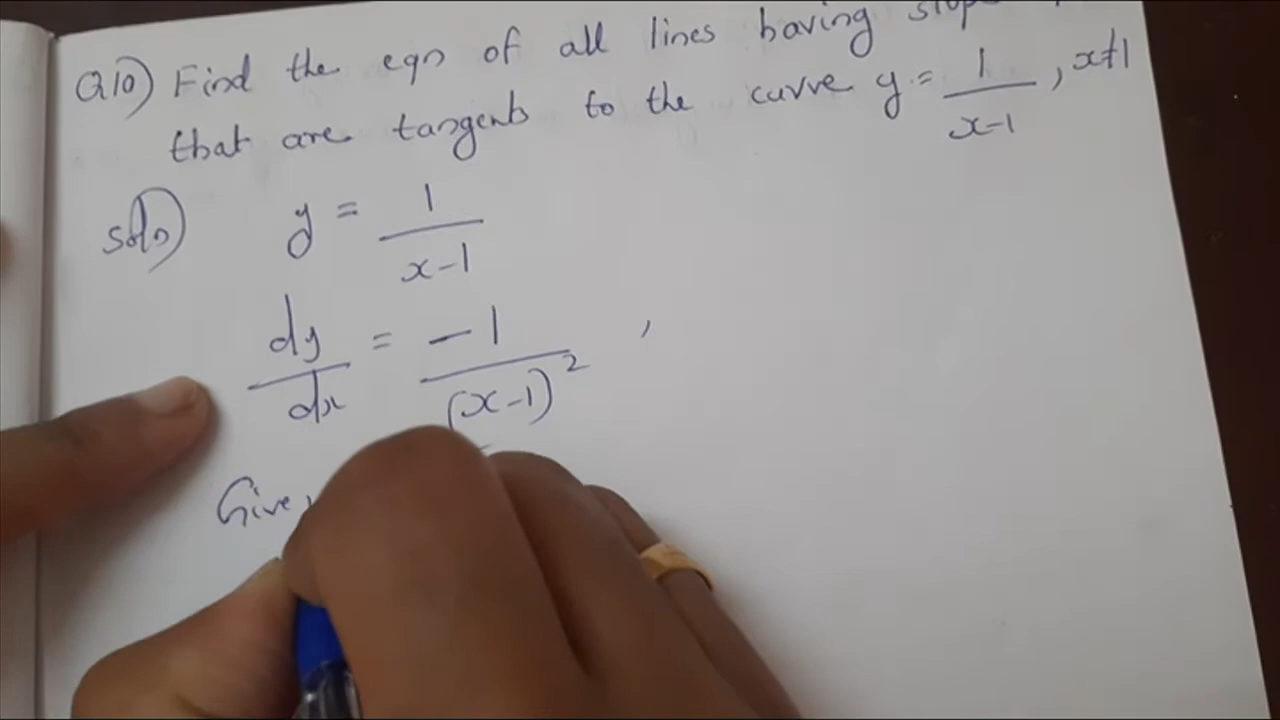 Q10) Find the eqn of all lines having
that are tangents to the curve y = 1/(x-1), x≠1
Soln) y = 1/(x-1)
dy/dx = -1/(x-1)² ,
Given